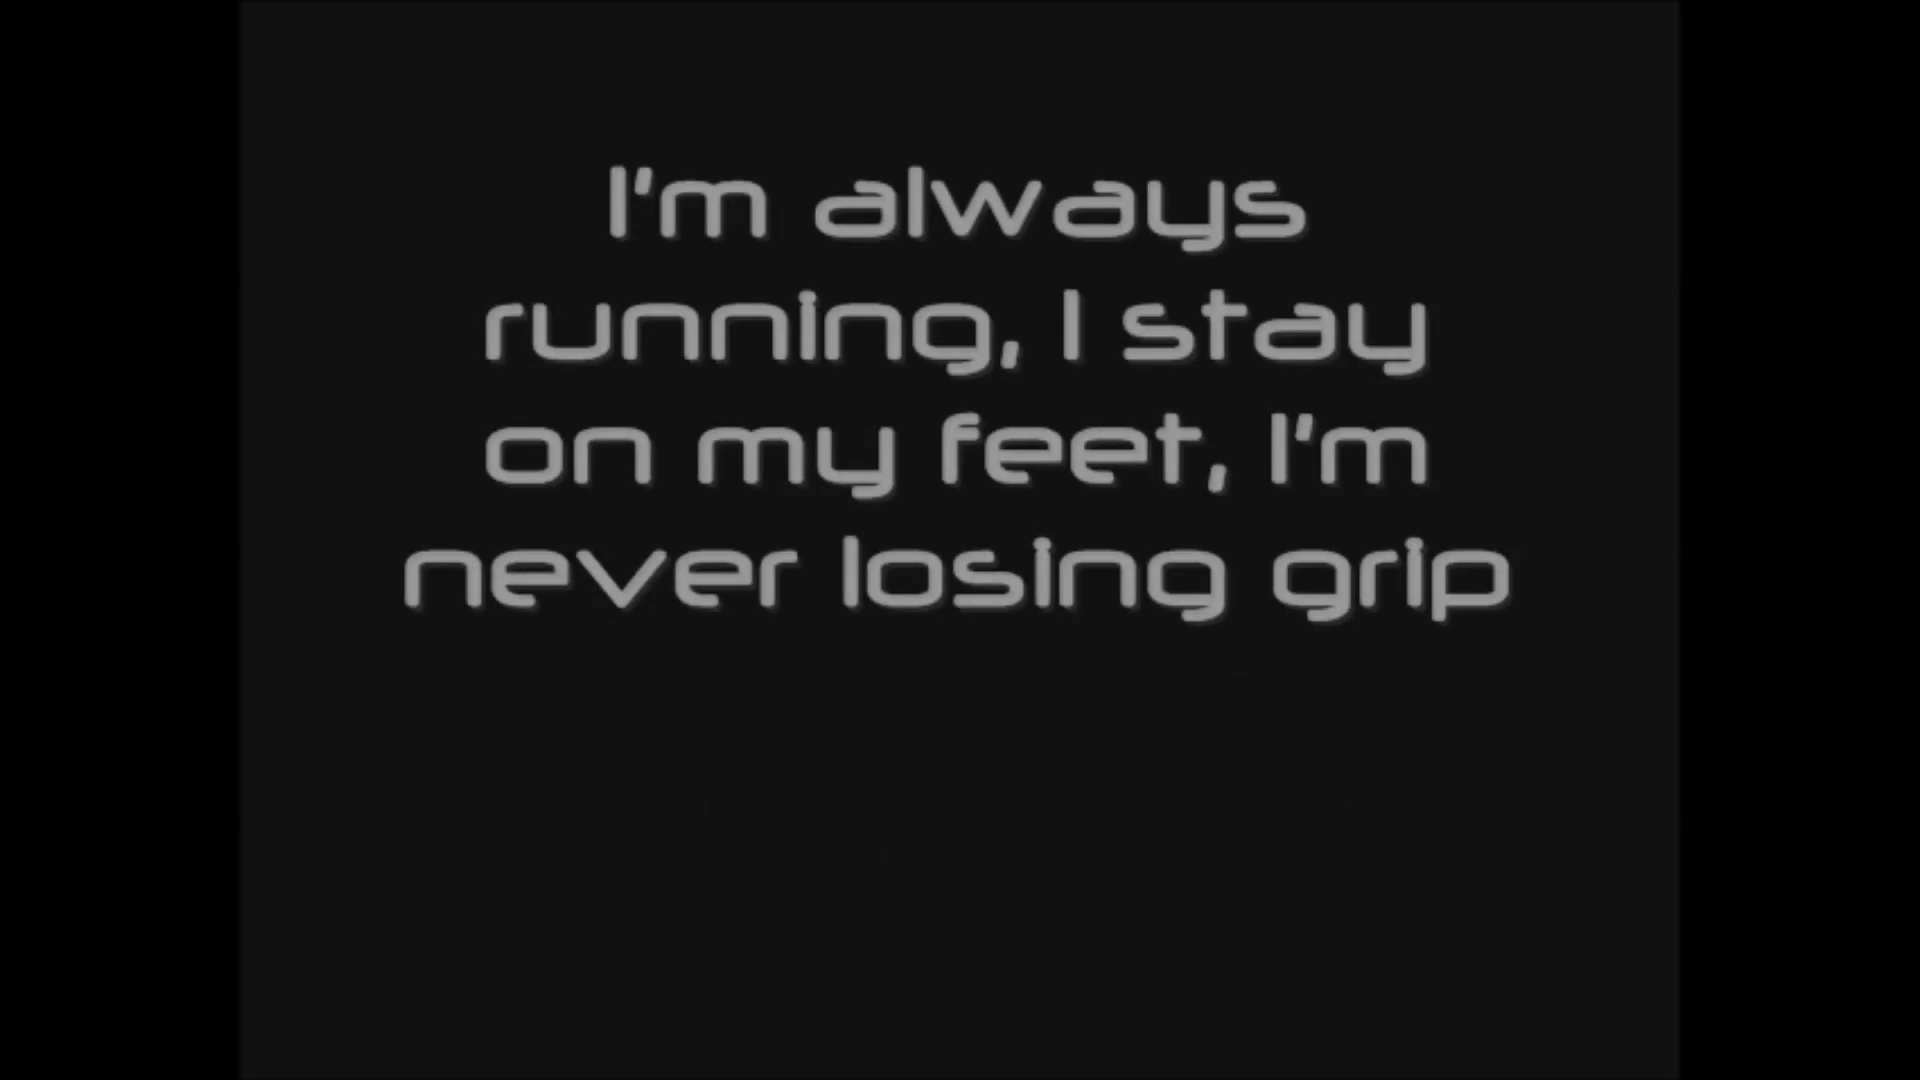 I'm always
running, I stay
on my feet, I'm
never losing grip